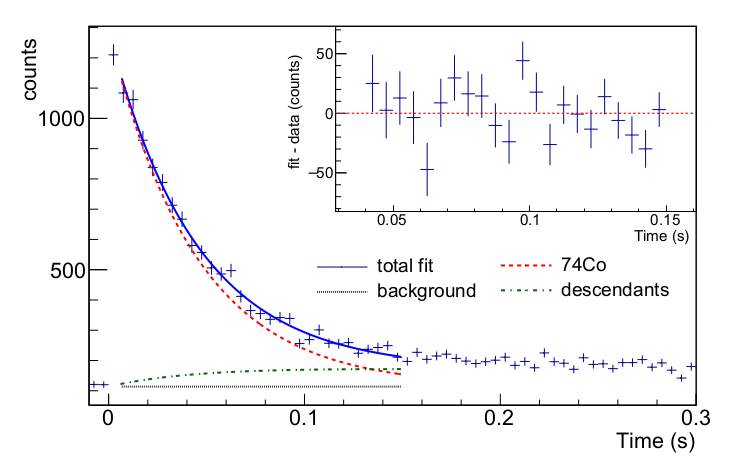 counts
1000
500
0
0.1
0.2
0.3
Time (s)
fit - data (counts)
50
0
−50
0.05
0.1
0.15
Time (s)
total fit
74Co
background
descendants